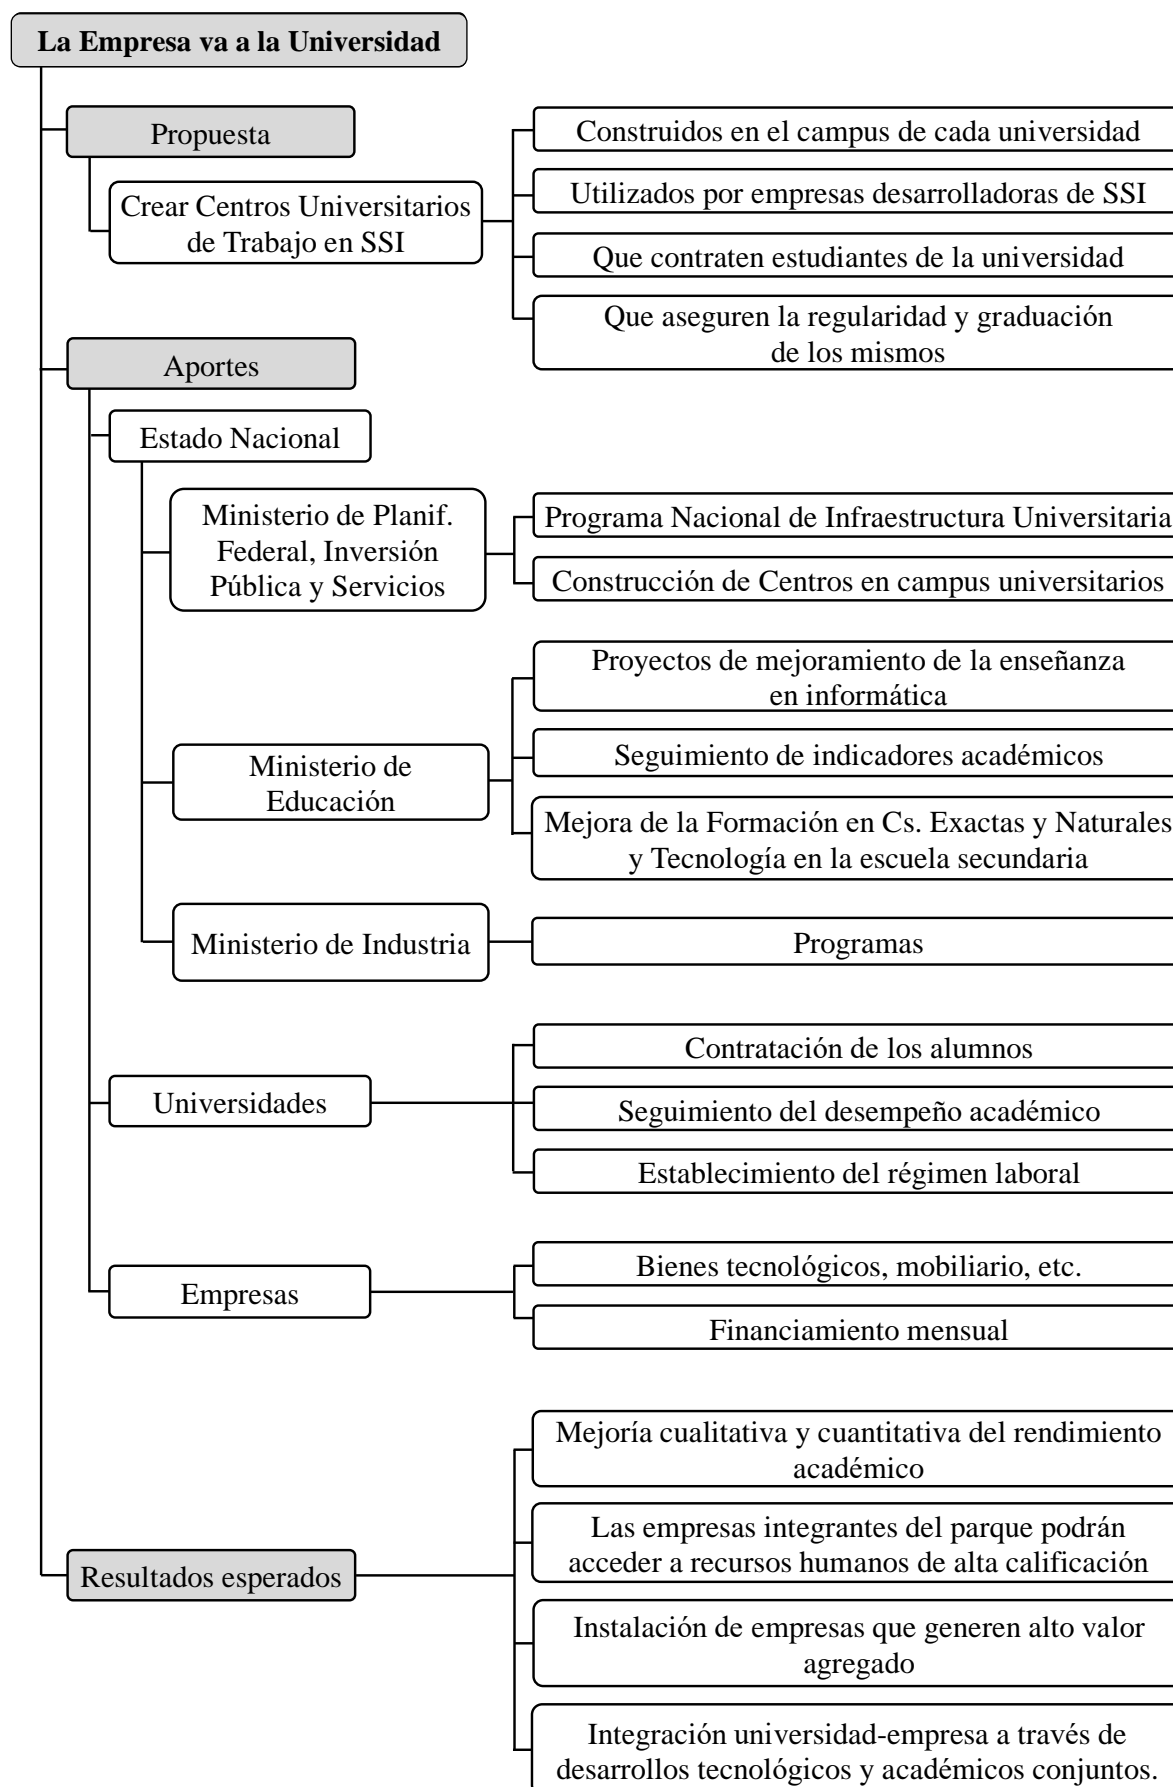 La Empresa va a la Universidad
Propuesta
Crear Centros Universitarios
de Trabajo en SSI
Construidos en el campus de cada universidad
Utilizados por empresas desarrolladoras de SSI
Que contraten estudiantes de la universidad
Que aseguren la regularidad y graduación
de los mismos
Aportes
Estado Nacional
Ministerio de Planif.
Federal, Inversión
Pública y Servicios
Programa Nacional de Infraestructura Universitaria
Construcción de Centros en campus universitarios
Ministerio de
Educación
Proyectos de mejoramiento de la enseñanza
en informática
Seguimiento de indicadores académicos
Mejora de la Formación en Cs. Exactas y Naturales
y Tecnología en la escuela secundaria
Ministerio de Industria
Programas
Universidades
Contratación de los alumnos
Seguimiento del desempeño académico
Establecimiento del régimen laboral
Empresas
Bienes tecnológicos, mobiliario, etc.
Financiamiento mensual
Resultados esperados
Mejoría cualitativa y cuantitativa del rendimiento
académico
Las empresas integrantes del parque podrán
acceder a recursos humanos de alta calificación
Instalación de empresas que generen alto valor
agregado
Integración universidad-empresa a través de
desarrollos tecnológicos y académicos conjuntos.